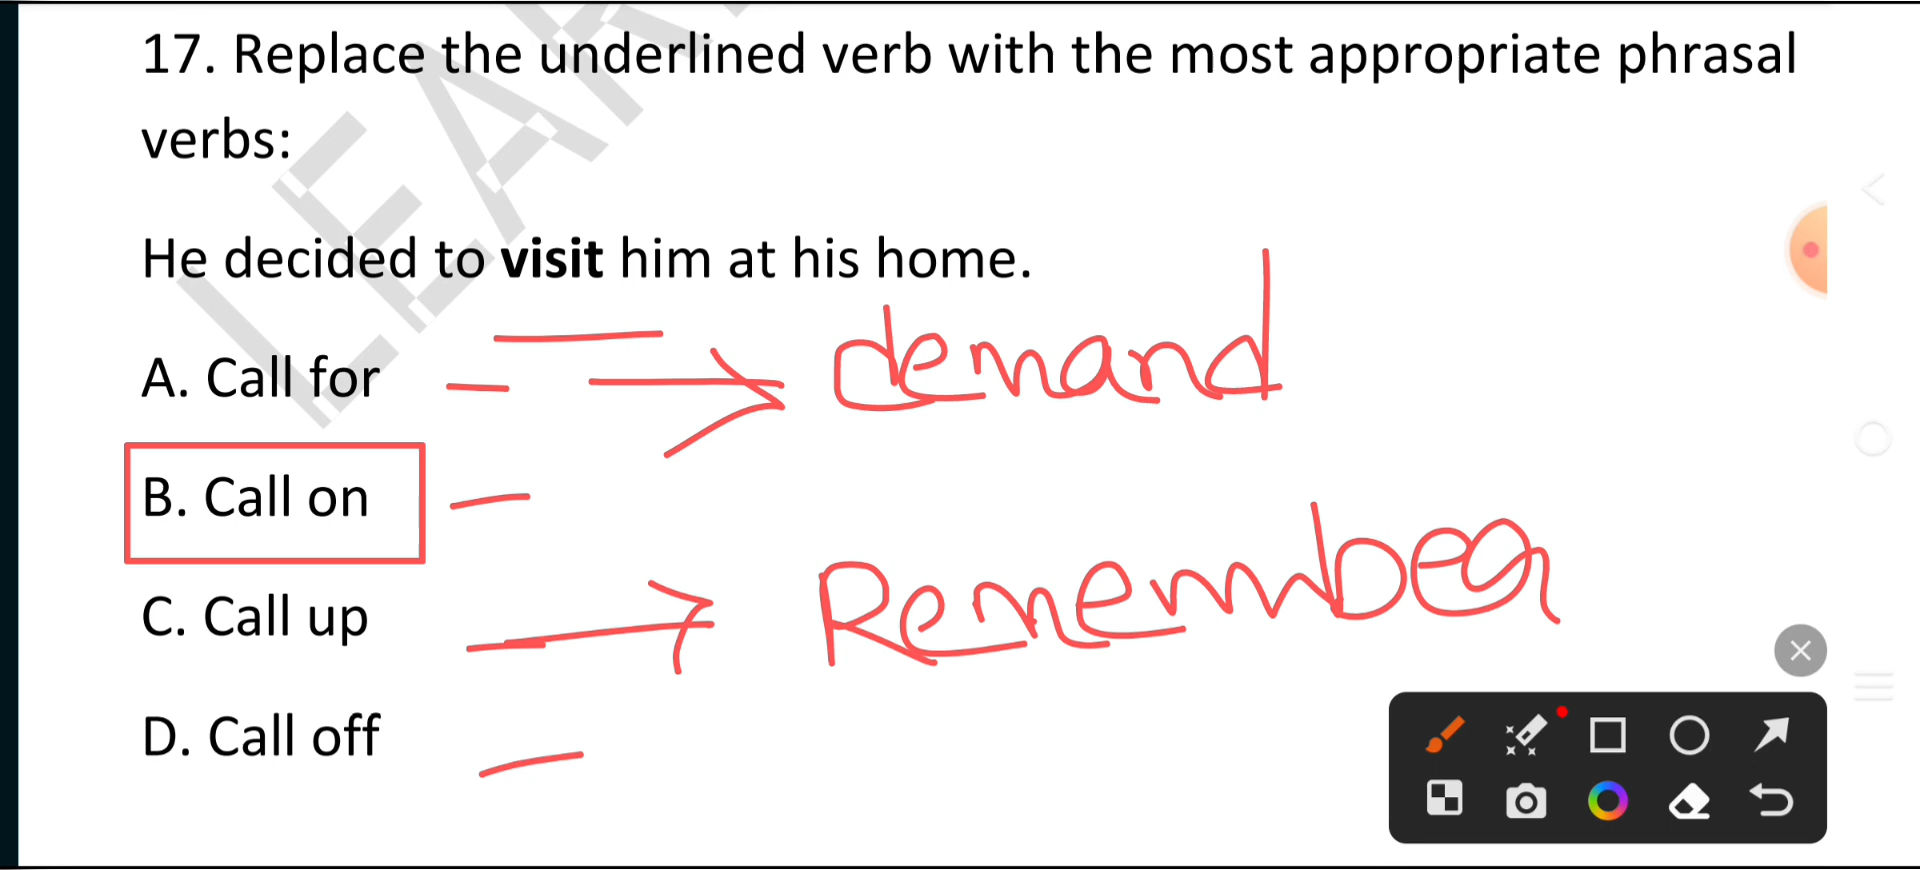 17. Replace the underlined verb with the most appropriate phrasal
verbs:
He decided to visit him at his home.
A. Call for
demand
B. Call on
C. Call up
Remember
D. Call off
LEAR